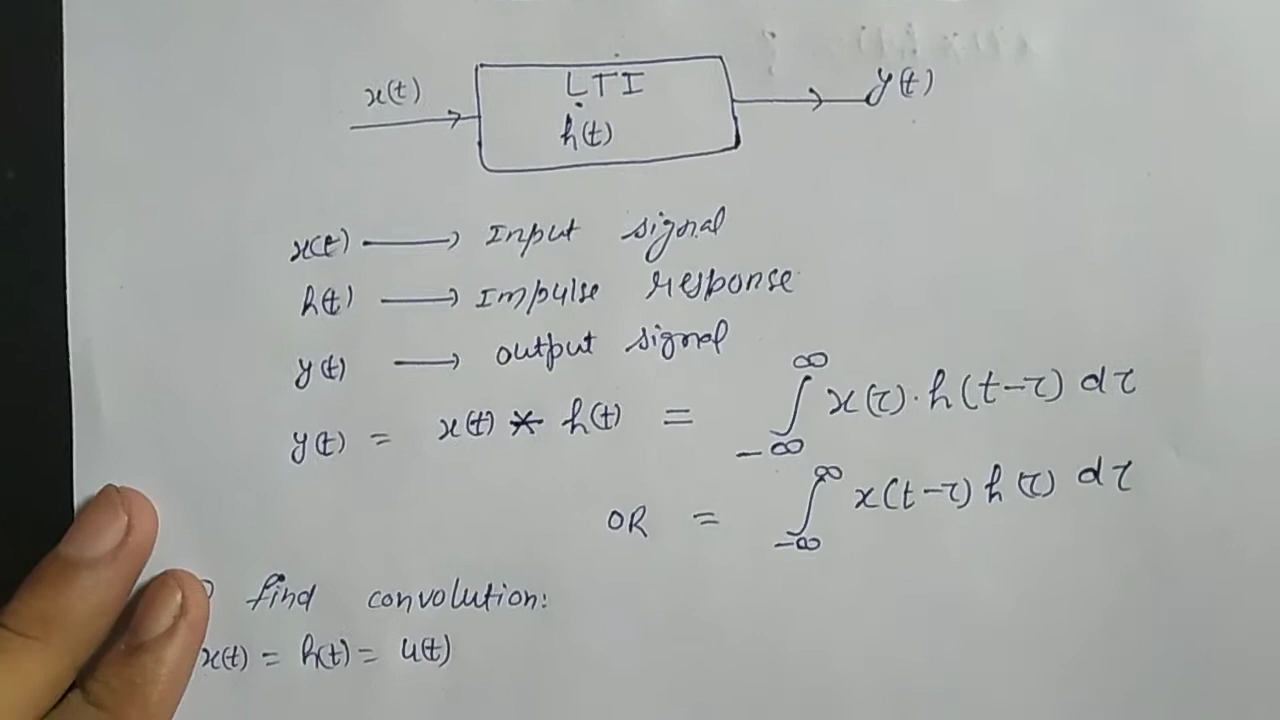 x(t) LTI y(t)
h(t)
x(t) ⟶ Input signal
h(t) ⟶ Impulse response
y(t) ⟶ output signal
y(t) = x(t) * h(t) = ∫_{-∞}^{∞} x(τ)·h(t-τ) dτ
OR = ∫_{-∞}^{∞} x(t-τ) h(τ) dτ
find convolution:
x(t) = h(t) = u(t)